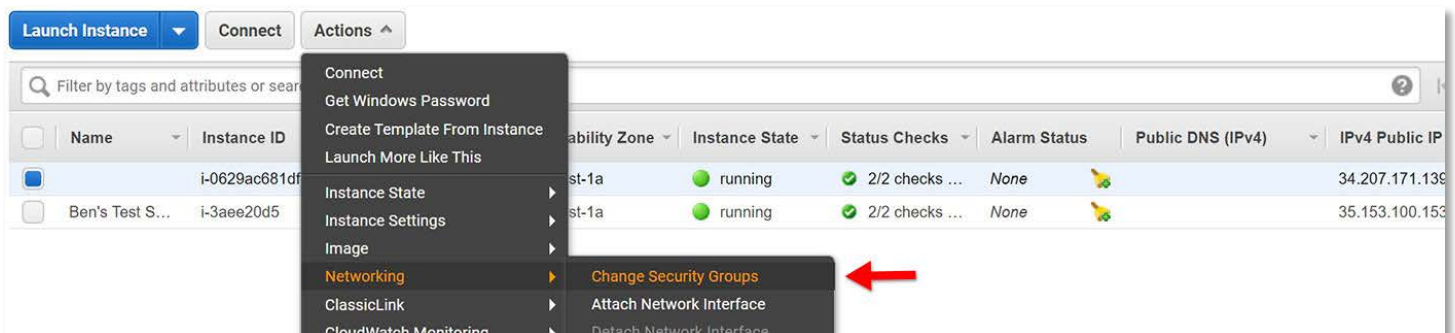 Launch Instance Connect Actions
Filter by tags and attributes or sear
Connect
Get Windows Password
Create Template From Instance
Launch More Like This
Instance State
Instance Settings
Image
Networking
ClassicLink
CloudWatch Monitoring
Change Security Groups
Attach Network Interface
Detach Network Interface
Name Instance ID ability Zone Instance State Status Checks Alarm Status Public DNS (IPv4) IPv4 Public IP
i-0629ac681df st-1a running 2/2 checks ... None 34.207.171.139
Ben's Test S... i-3aee20d5 st-1a running 2/2 checks ... None 35.153.100.153